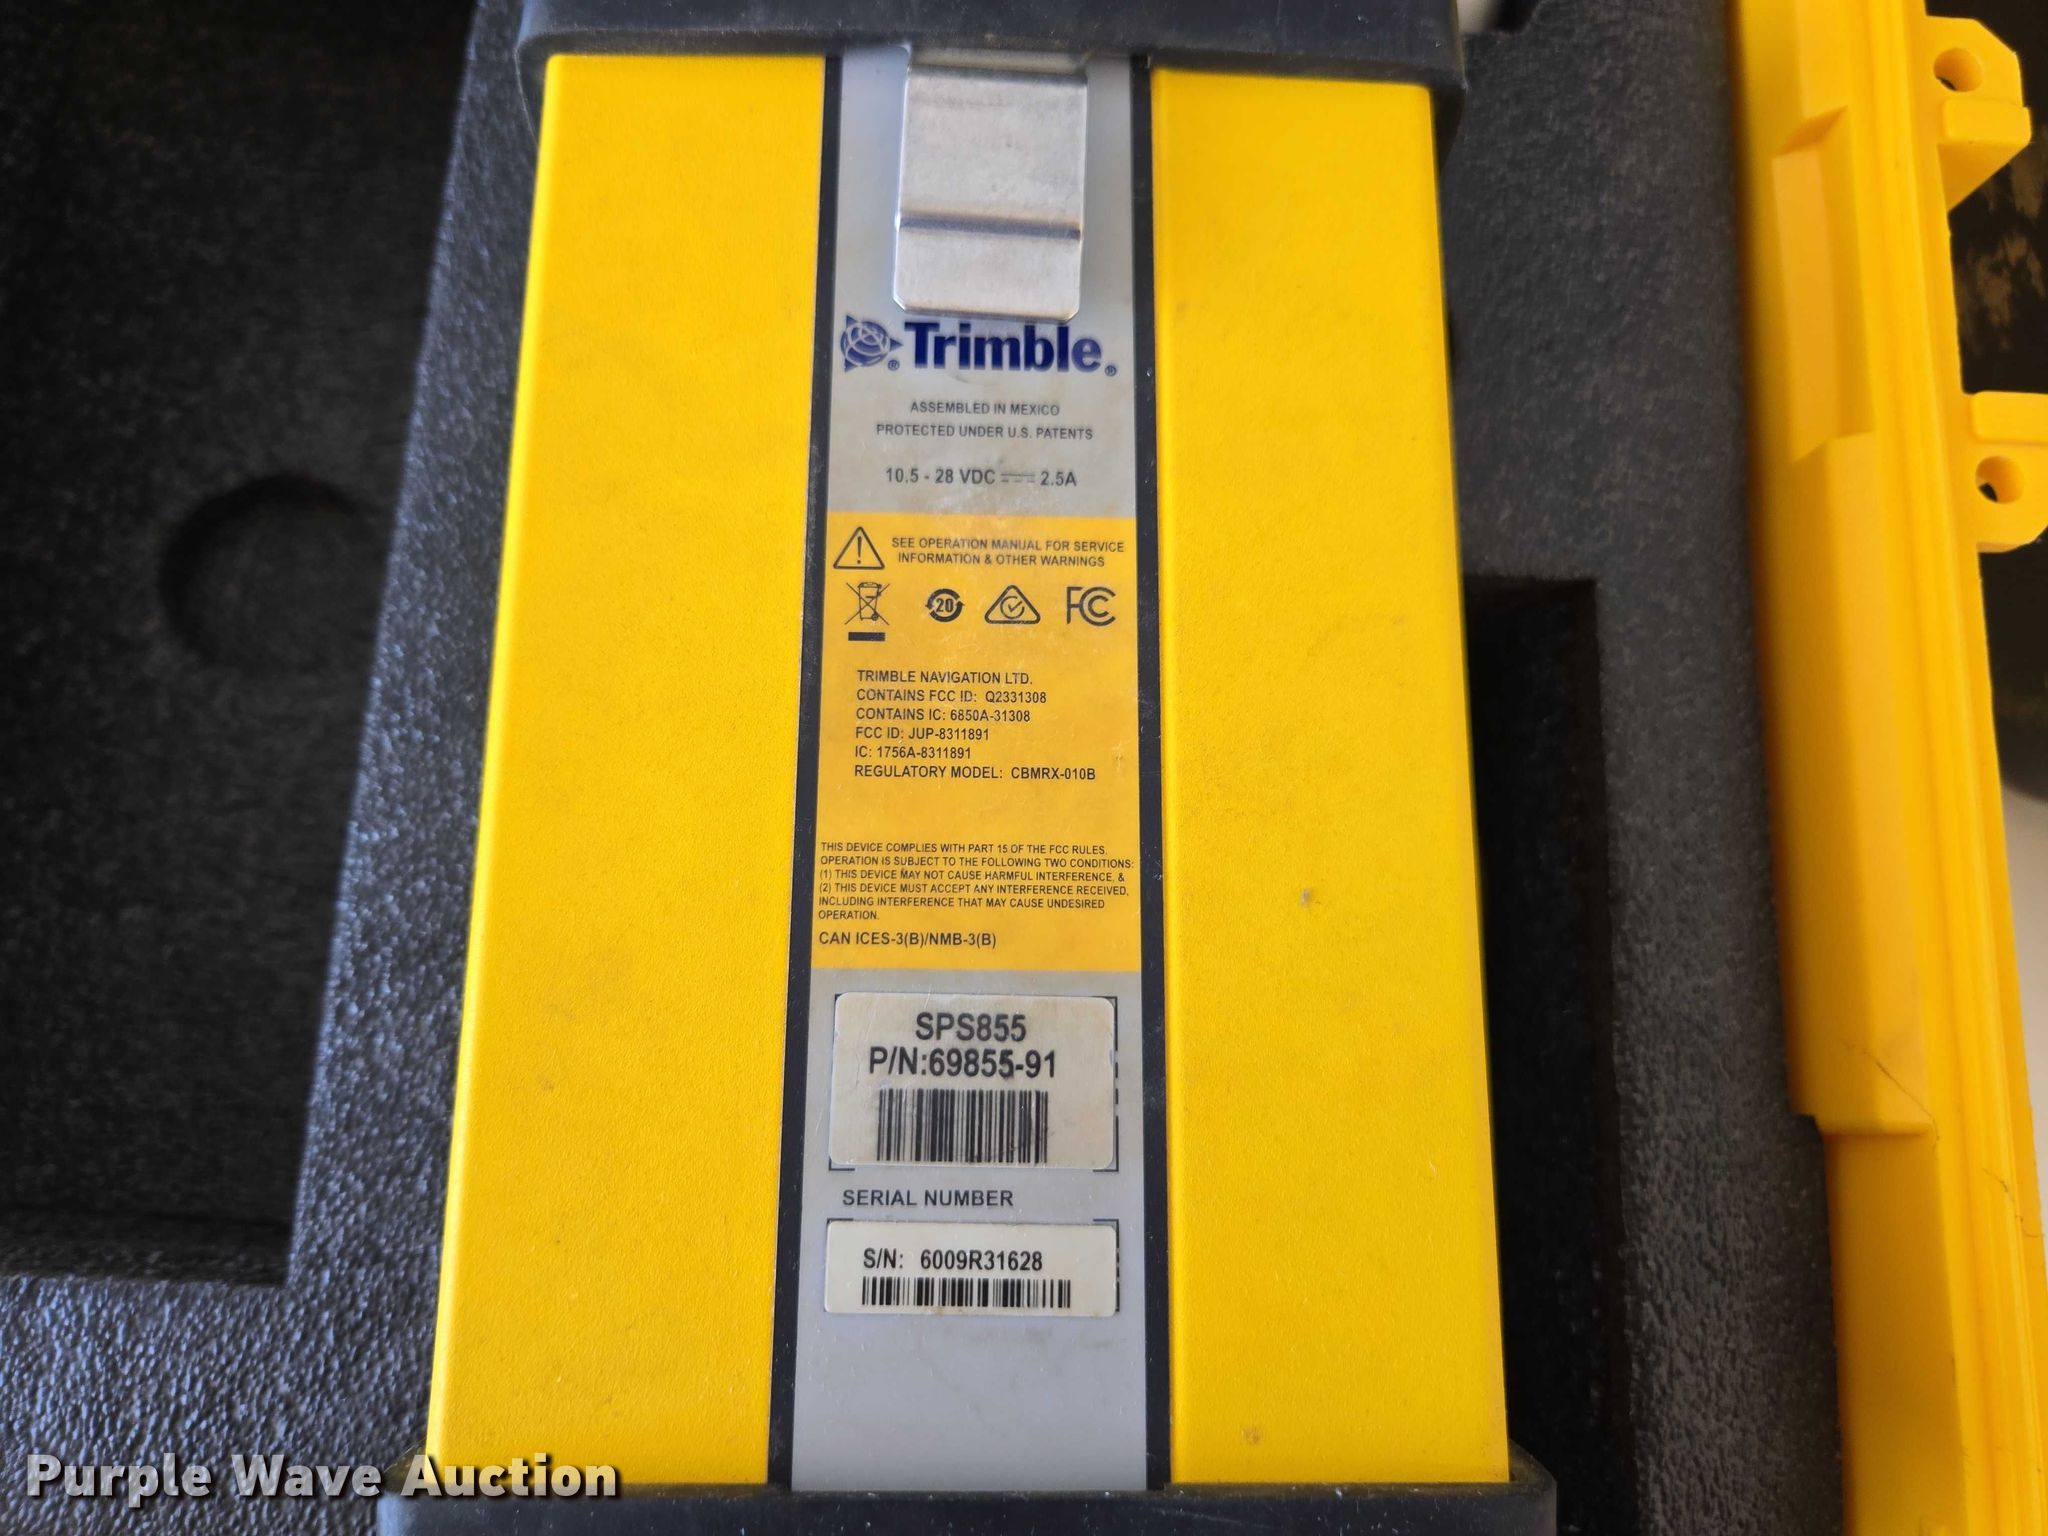 Trimble®
ASSEMBLED IN MEXICO
PROTECTED UNDER U.S. PATENTS
10.5 - 28 VDC ⎓ 2.5A
SEE OPERATION MANUAL FOR SERVICE
INFORMATION & OTHER WARNINGS
20
FC
TRIMBLE NAVIGATION LTD.
CONTAINS FCC ID: Q2331308
CONTAINS IC: 6850A-31308
FCC ID: JUP-8311891
IC: 1756A-8311891
REGULATORY MODEL: CBMRX-010B
THIS DEVICE COMPLIES WITH PART 15 OF THE FCC RULES.
OPERATION IS SUBJECT TO THE FOLLOWING TWO CONDITIONS:
(1) THIS DEVICE MAY NOT CAUSE HARMFUL INTERFERENCE, &
(2) THIS DEVICE MUST ACCEPT ANY INTERFERENCE RECEIVED,
INCLUDING INTERFERENCE THAT MAY CAUSE UNDESIRED
OPERATION.
CAN ICES-3(B)/NMB-3(B)
SPS855
P/N:69855-91
SERIAL NUMBER
S/N: 6009R31628
Purple Wave Auction